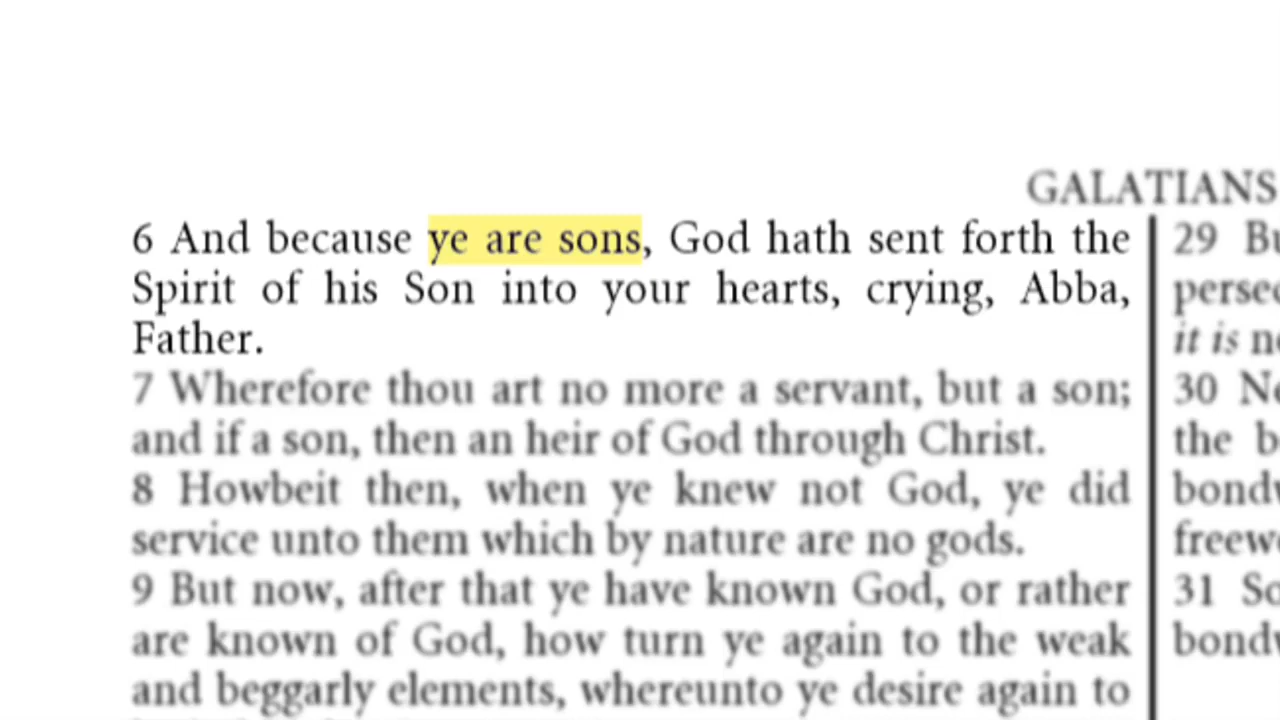 GALATIANS
6 And because ye are sons, God hath sent forth the
Spirit of his Son into your hearts, crying, Abba,
Father.
7 Wherefore thou art no more a servant, but a son;
and if a son, then an heir of God through Christ.
8 Howbeit then, when ye knew not God, ye did
service unto them which by nature are no gods.
9 But now, after that ye have known God, or rather
are known of God, how turn ye again to the weak
and beggarly elements, whereunto ye desire again to
29
it is
30
the
31